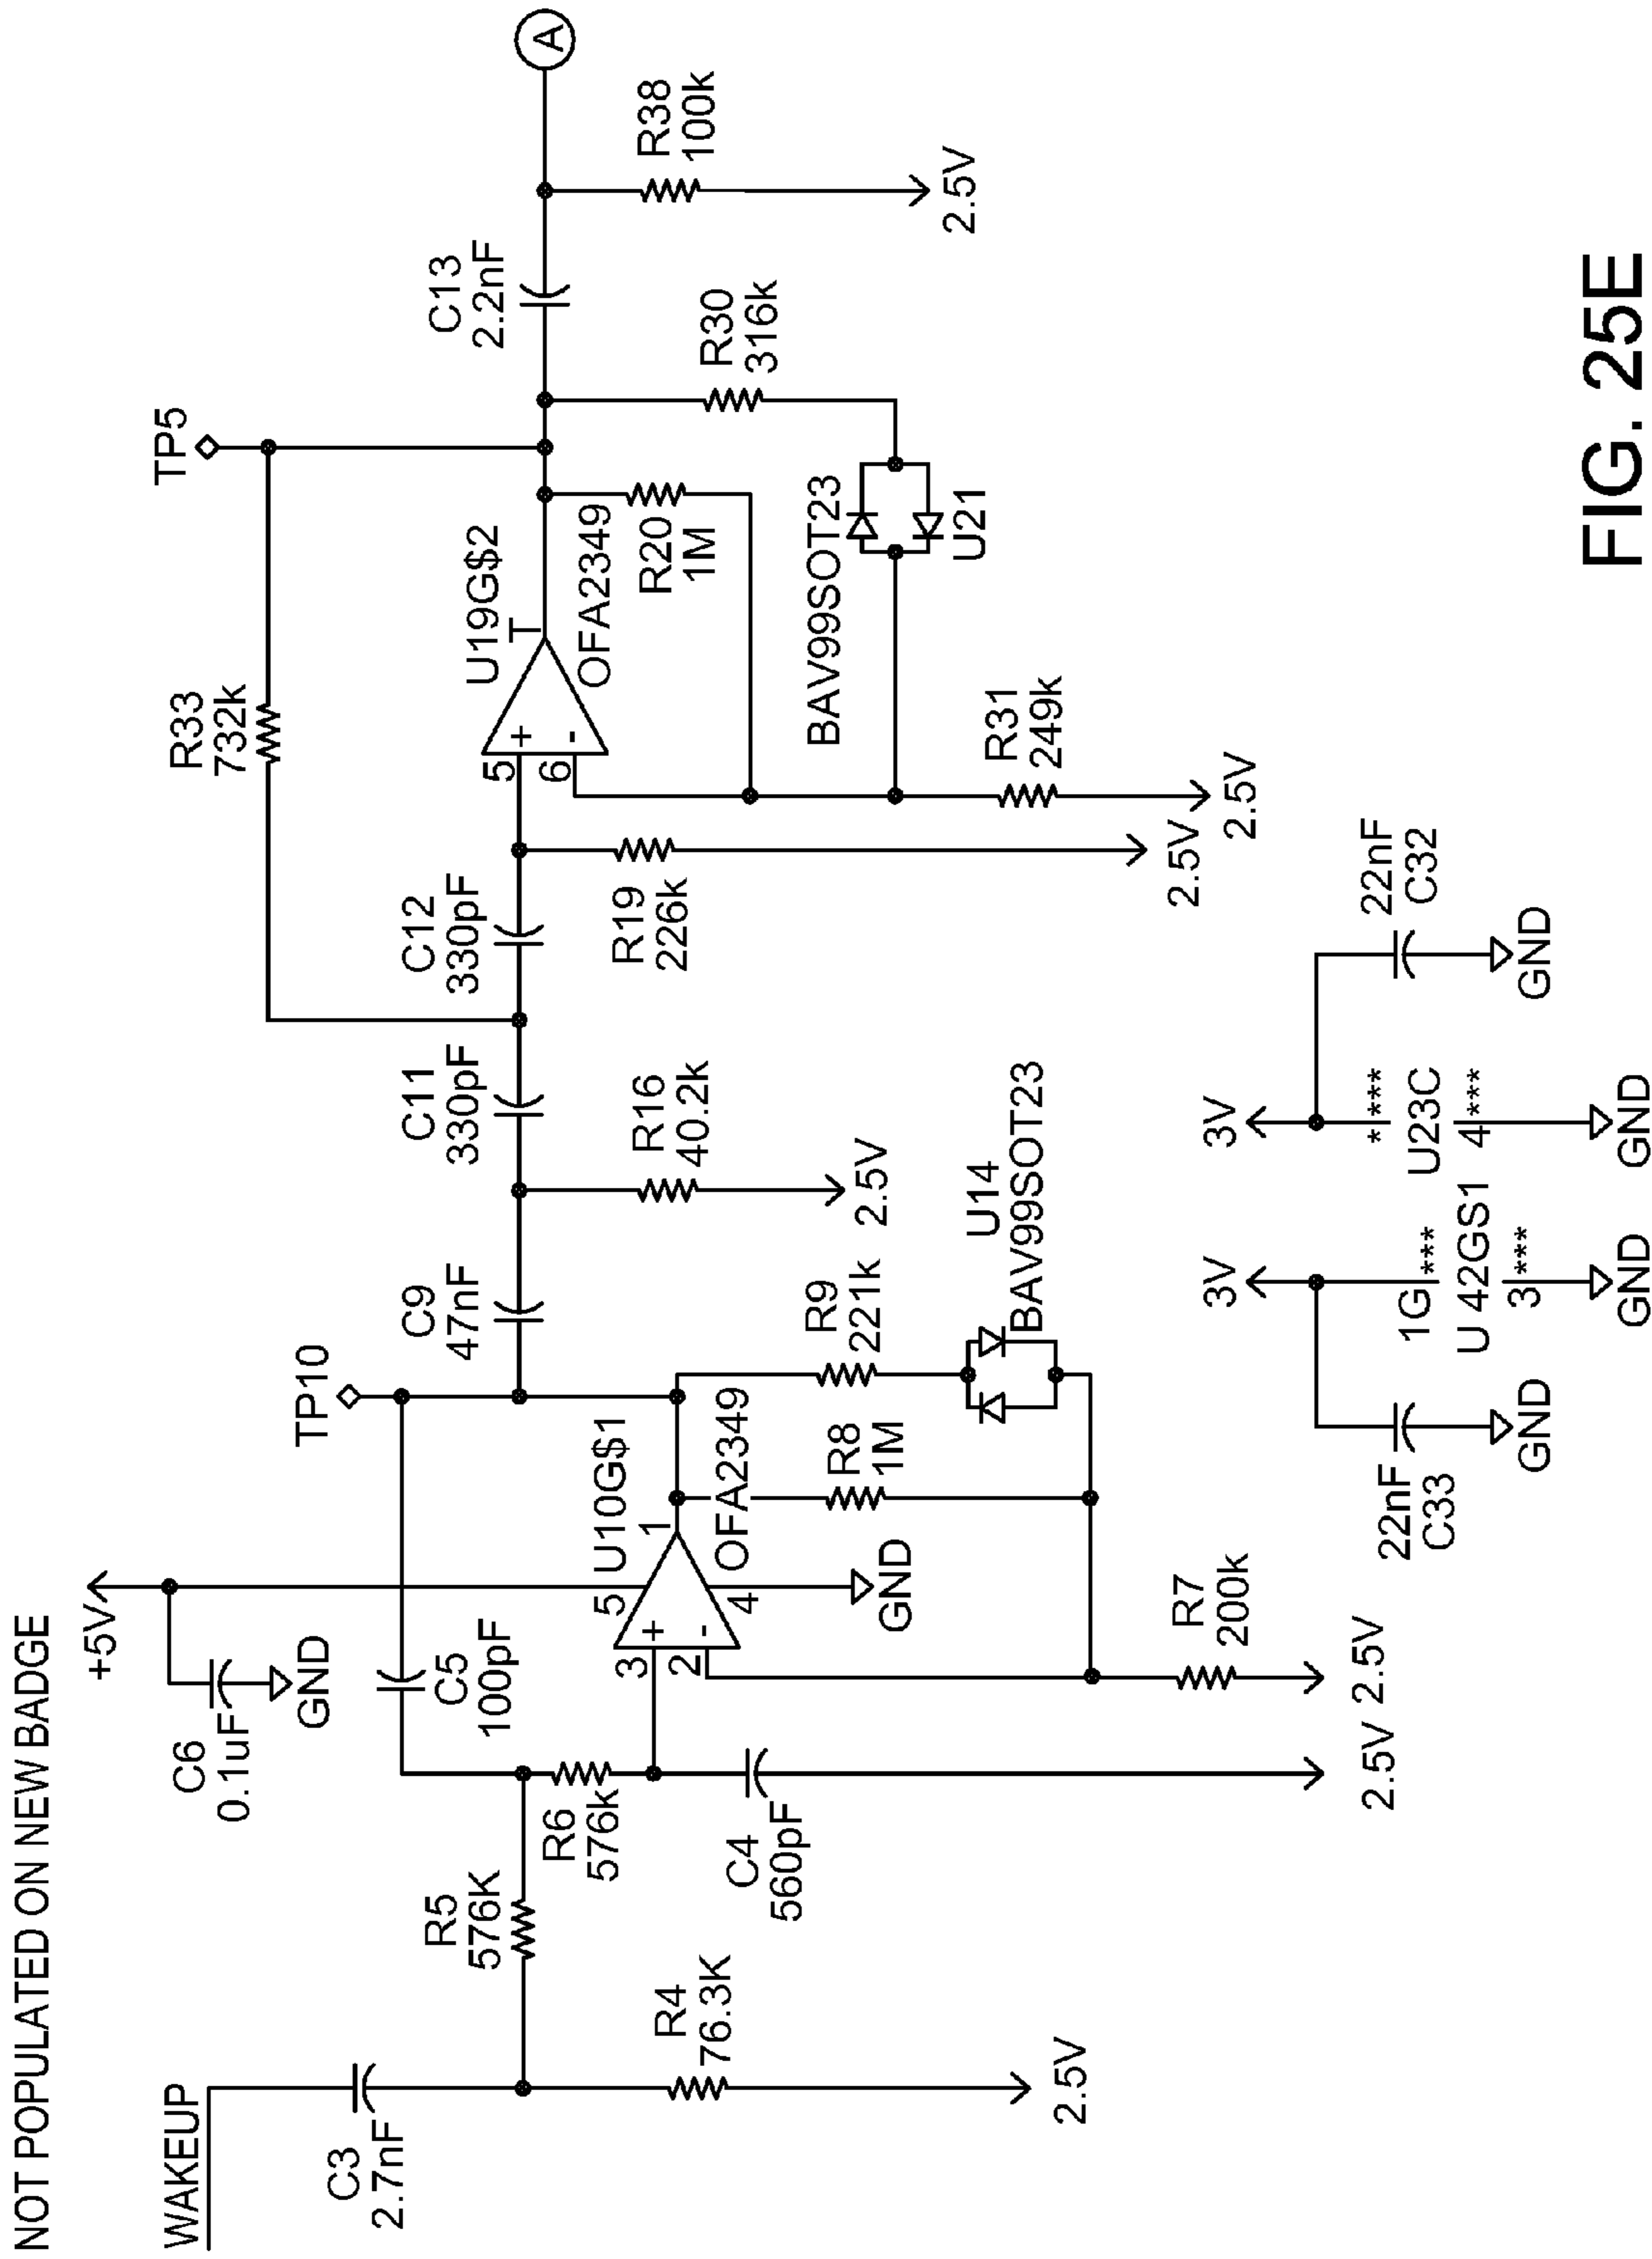 NOT POPULATED ON NEW BADGE
WAKEUP
C3
2.7nF
R4
76.3K
2.5V
R5
576K
R6
576k
C4
560pF
2.5V
C6
0.1uF
GND
+5V
C5
100pF
3
2
5
4
+
-
1
U10G$1
OFA2349
GND
R7
200k
2.5V
R8
1M
R9
221k
U14
BAV99SOT23
TP10
C9
47nF
R16
40.2k
2.5V
C11
330pF
C12
330pF
R19
226k
2.5V
R33
732k
5
6
+
-
U19G$2
T
OFA2349
R20
1M
BAV99SOT23
U21
R31
249k
2.5V
TP5
R30
316k
C13
2.2nF
R38
100k
2.5V
A
22nF
C33
GND
3V
1G***
U 42GS1
3***
GND
3V
****
U23C
4***
GND
22nF
C32
GND
FIG. 25E